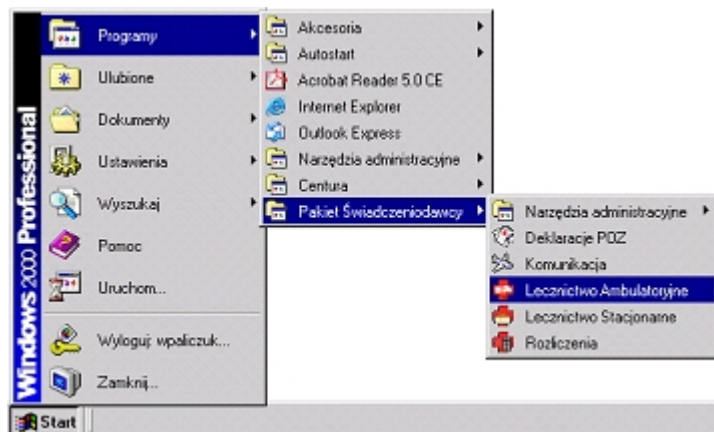 Windows 2000 Professional
Programy
Ulubione
Dokumenty
Ustawienia
Wyszukaj
Pomoc
Uruchom...
Wyloguj: wpaliczuk...
Zamknij...
Start
Akcesoria
Autostart
Acrobat Reader 5.0 CE
Internet Explorer
Outlook Express
Narzędzia administracyjne
Centura
Pakiet Świadczeniodawcy
Narzędzia administracyjne
Deklaracje POZ
Komunikacja
Lecznictwo Ambulatoryjne
Lecznictwo Stacjonarne
Rozliczenia